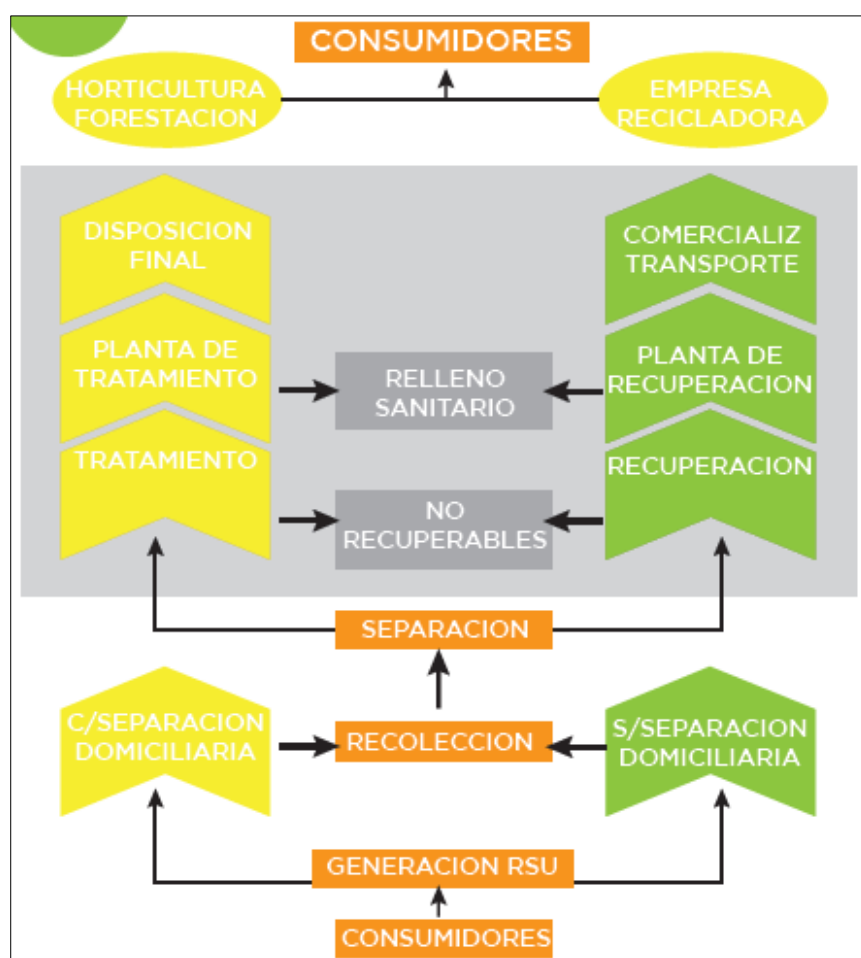 CONSUMIDORES
HORTICULTURA
FORESTACION
EMPRESA
RECICLADORA
DISPOSICION
FINAL
COMERCIALIZ
TRANSPORTE
PLANTA DE
TRATAMIENTO
RELLENO
SANITARIO
PLANTA DE
RECUPERACION
TRATAMIENTO
RECUPERACION
NO
RECUPERABLES
SEPARACION
C/SEPARACION
DOMICILIARIA
RECOLECCION
S/SEPARACION
DOMICILIARIA
GENERACION RSU
CONSUMIDORES